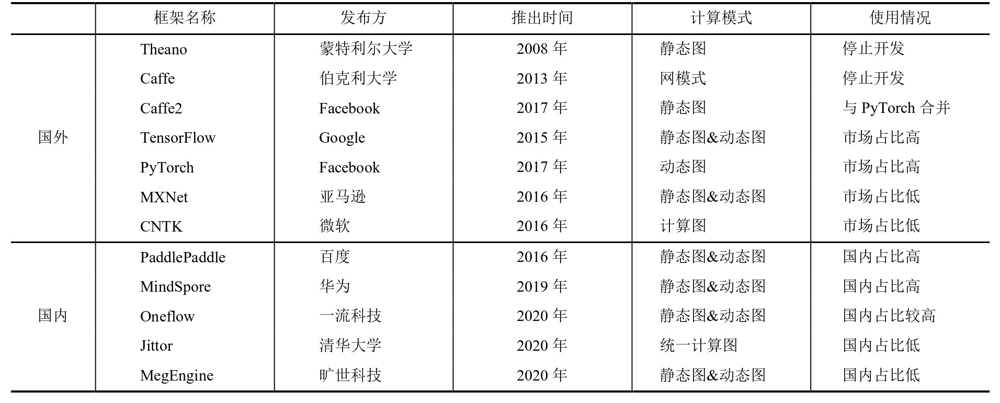 框架名称 发布方 推出时间 计算模式 使用情况
Theano 蒙特利尔大学 2008 年 静态图 停止开发
Caffe 伯克利大学 2013 年 网模式 停止开发
Caffe2 Facebook 2017 年 静态图 与 PyTorch 合并
国外 TensorFlow Google 2015 年 静态图&动态图 市场占比高
PyTorch Facebook 2017 年 动态图 市场占比高
MXNet 亚马逊 2016 年 静态图&动态图 市场占比低
CNTK 微软 2016 年 计算图 市场占比低
PaddlePaddle 百度 2016 年 静态图&动态图 国内占比高
MindSpore 华为 2019 年 静态图&动态图 国内占比高
国内 Oneflow 一流科技 2020 年 静态图&动态图 国内占比较高
Jittor 清华大学 2020 年 统一计算图 国内占比低
MegEngine 旷世科技 2020 年 静态图&动态图 国内占比低